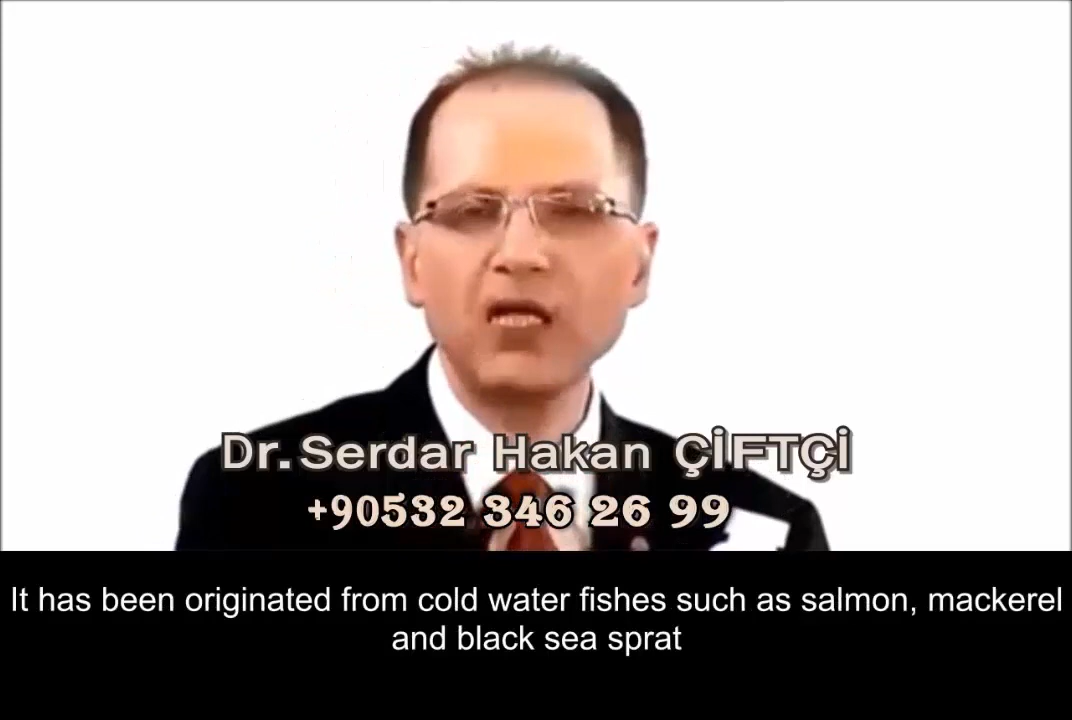 Dr. Serdar Hakan ÇİFTÇİ
+90532 346 26 99
It has been originated from cold water fishes such as salmon, mackerel
and black sea sprat